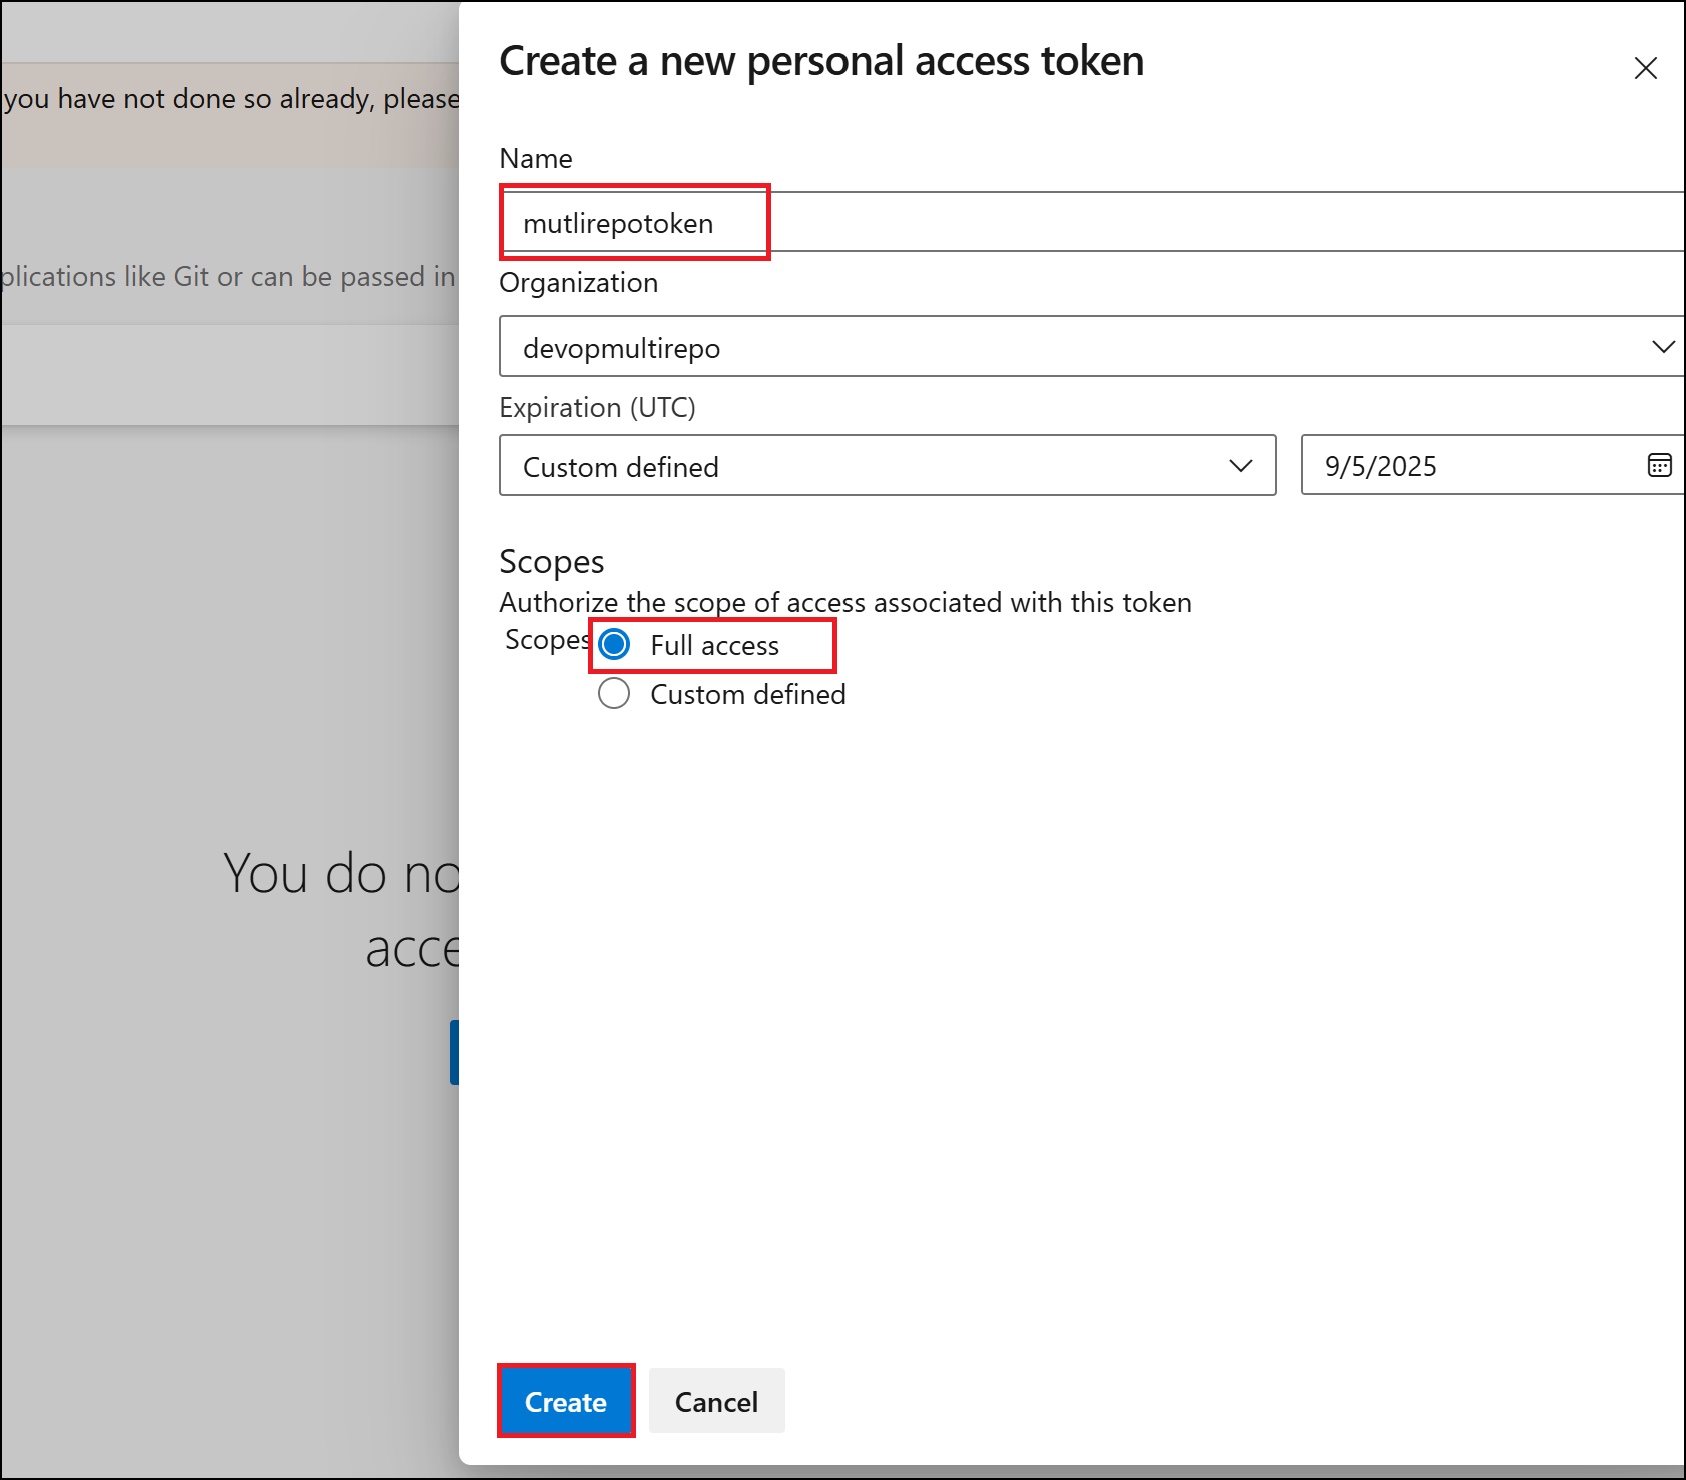 Create a new personal access token
you have not done so already, please
Name
mutlirepotoken
plications like Git or can be passed in
Organization
devopmultirepo
Expiration (UTC)
Custom defined
9/5/2025
Scopes
Authorize the scope of access associated with this token
Scopes
Full access
Custom defined
You do no
acce
Create
Cancel